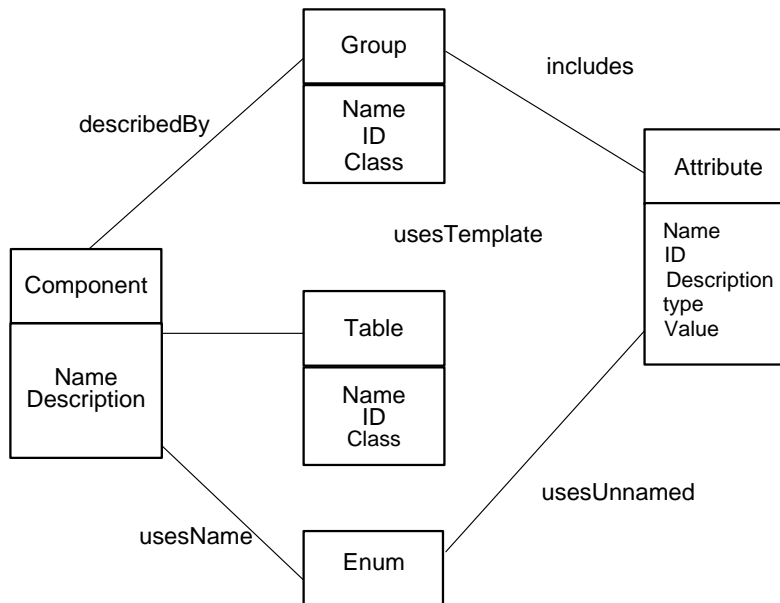 Group
Name
ID
Class
includes
describedBy
Attribute
Name
ID
Description
type
Value
usesTemplate
Component
Name
Description
Table
Name
ID
Class
usesUnnamed
usesName
Enum